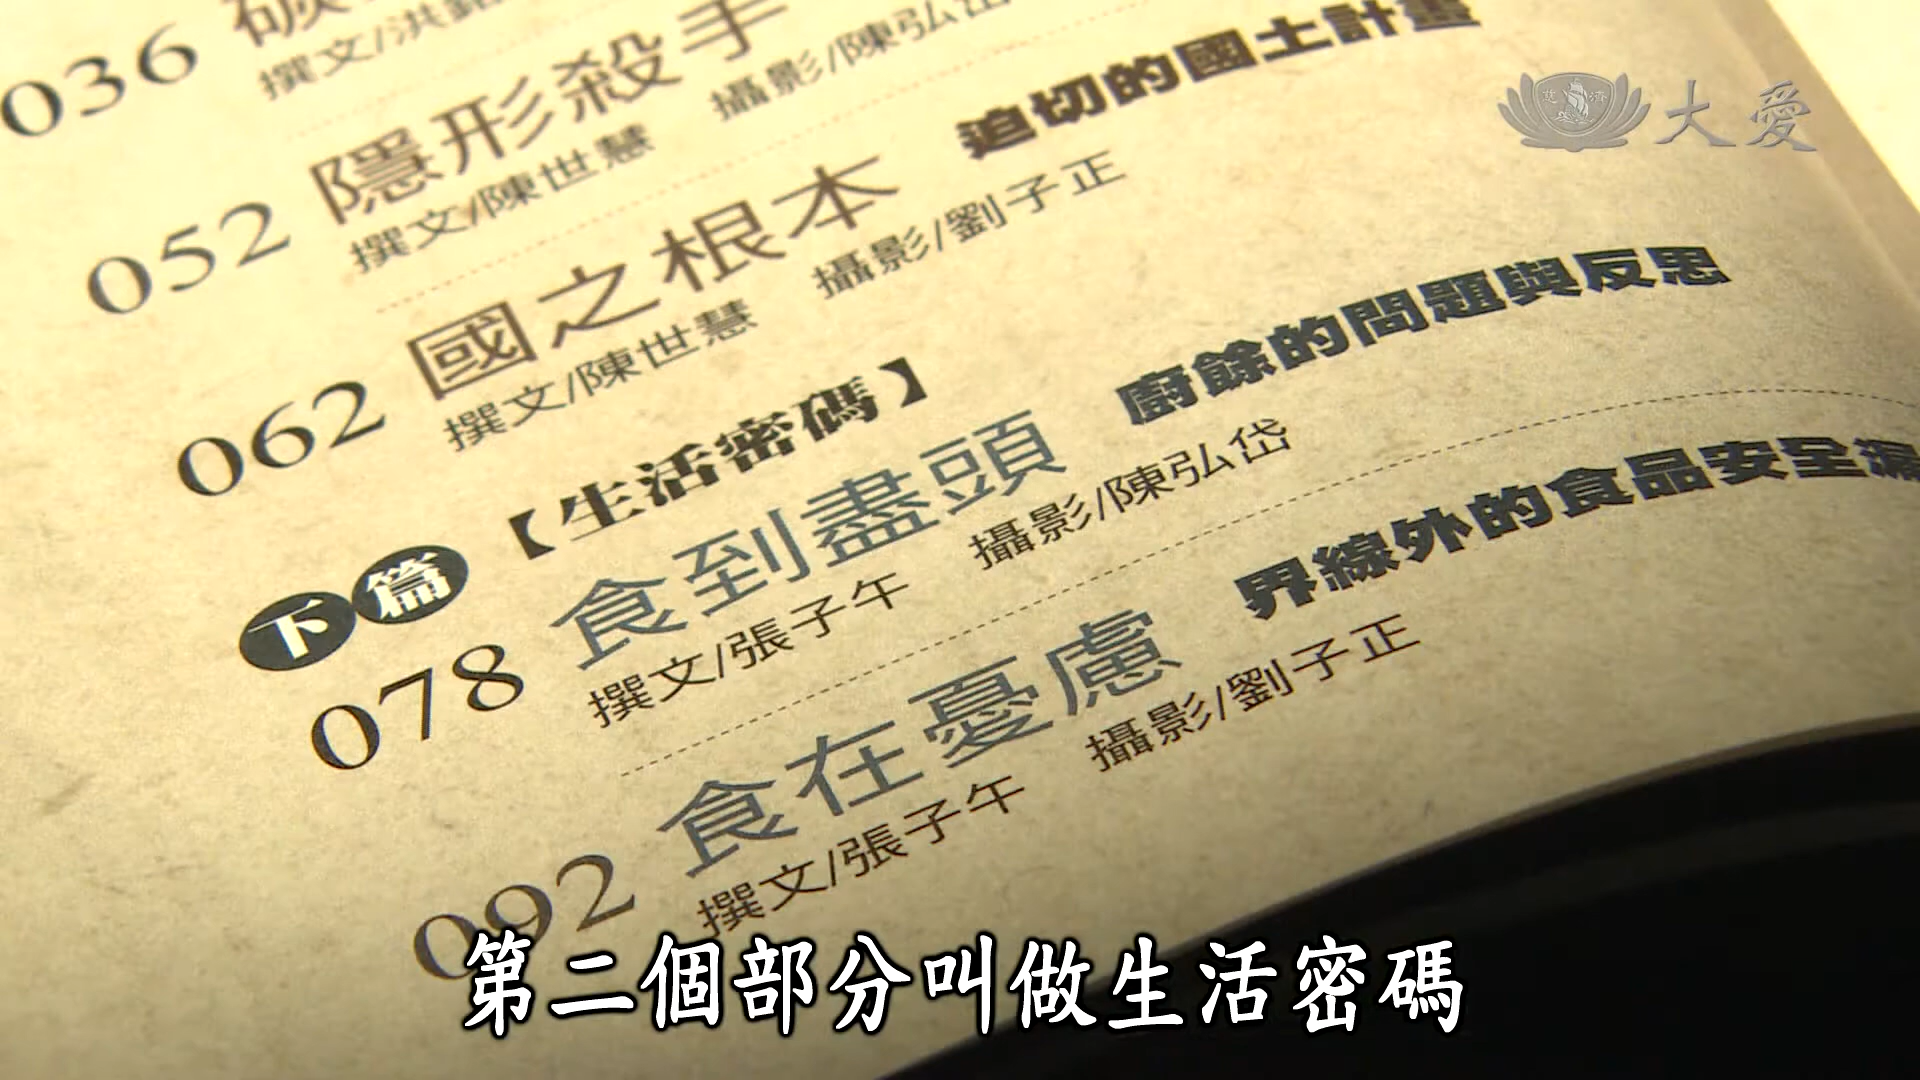 036
撰文/洪
052 隱形殺手
撰文/陳世慧 攝影/陳弘岱
062 國之根本 迫切的國土計畫
撰文/陳世慧 攝影/劉子正
下篇【生活密碼】
078 食到盡頭 廚餘的問題與反思
撰文/張子午 攝影/陳弘岱
092 食在憂慮 界線外的食品安全漏
撰文/張子午 攝影/劉子正
慈濟 大愛
第二個部分叫做生活密碼